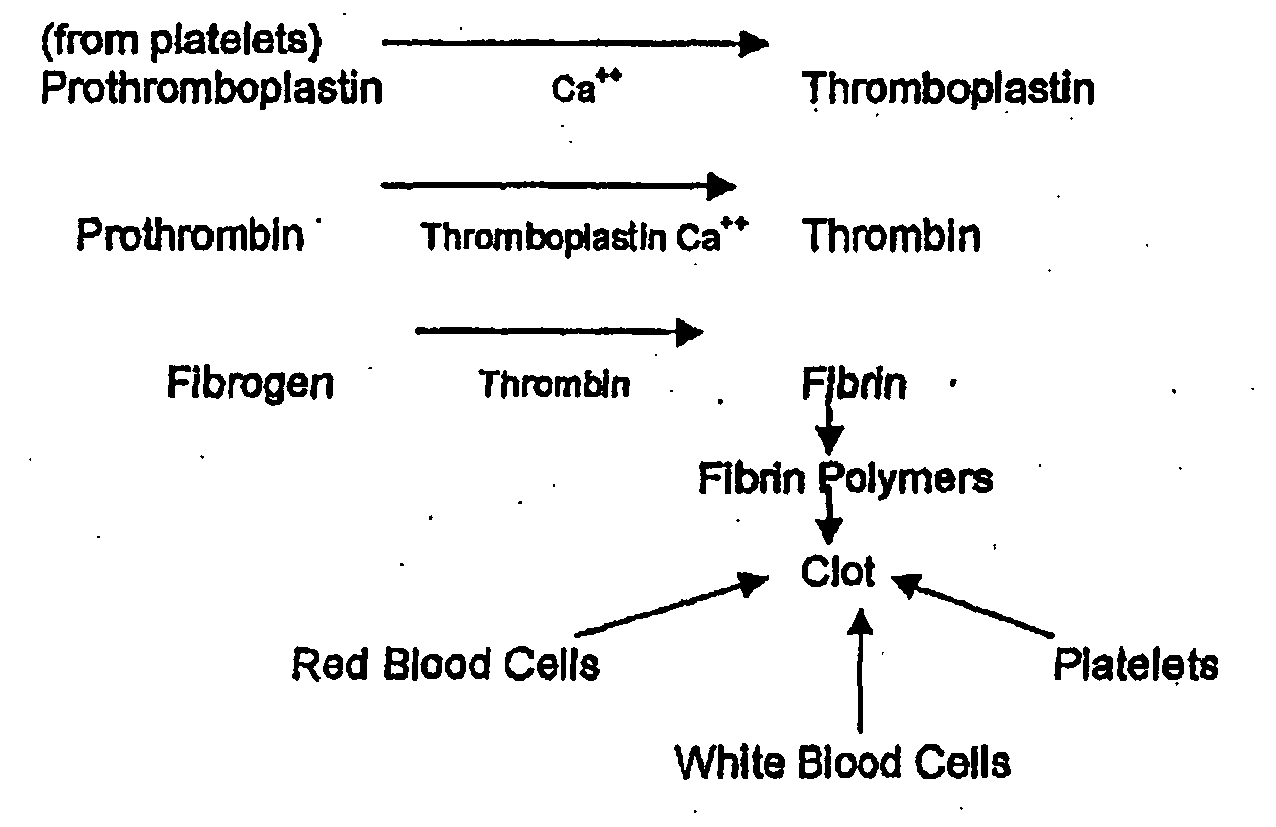 (from platelets)
Prothromboplastin Ca++ Thromboplastin
Prothrombin Thromboplastin Ca++ Thrombin
Fibrogen Thrombin Fibrin
Fibrin Polymers
Clot
Red Blood Cells Platelets
White Blood Cells